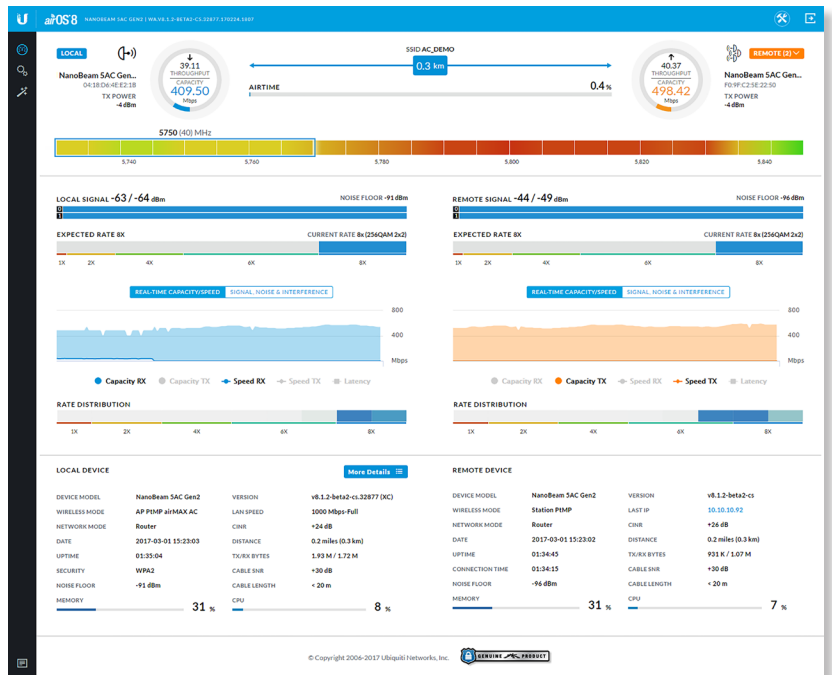 airOS 8 NANOBEAM 5AC GEN2 | WA.V8.1.2-BETA2-CS.32877.170224.1607
LOCAL
NanoBeam 5AC Gen...
04:18:D6:4E:E2:18
TX POWER
-4 dBm
39.11
THROUGHPUT
CAPACITY
409.50
Mbps
SSID AC_DEMO
0.3 km
AIRTIME 0.4 %
40.37
THROUGHPUT
CAPACITY
498.42
Mbps
REMOTE (2)
NanoBeam 5AC Gen...
F0:9F:C2:5E:22:50
TX POWER
-4 dBm
5750 (40) MHz
5,740 5,760 5,780 5,800 5,820 5,840
LOCAL SIGNAL -63 / -64 dBm NOISE FLOOR -91 dBm
0
1
EXPECTED RATE 8X CURRENT RATE 8x (256QAM 2x2)
1X 2X 4X 6X 8X
REAL-TIME CAPACITY/SPEED SIGNAL, NOISE & INTERFERENCE
800
400
Mbps
Capacity RX Capacity TX Speed RX Speed TX Latency
RATE DISTRIBUTION
1X 2X 4X 6X 8X
REMOTE SIGNAL -44 / -49 dBm NOISE FLOOR -96 dBm
0
1
EXPECTED RATE 8X CURRENT RATE 8x (256QAM 2x2)
1X 2X 4X 6X 8X
REAL-TIME CAPACITY/SPEED SIGNAL, NOISE & INTERFERENCE
800
400
Mbps
Capacity RX Capacity TX Speed RX Speed TX Latency
RATE DISTRIBUTION
1X 2X 4X 6X 8X
LOCAL DEVICE More Details
DEVICE MODEL NanoBeam 5AC Gen2 VERSION v8.1.2-beta2-cs.32877 (XC)
WIRELESS MODE AP PtMP airMAX AC LAN SPEED 1000 Mbps-Full
NETWORK MODE Router CINR +24 dB
DATE 2017-03-01 15:23:03 DISTANCE 0.2 miles (0.3 km)
UPTIME 01:35:04 TX/RX BYTES 1.93 M / 1.72 M
SECURITY WPA2 CABLE SNR +30 dB
NOISE FLOOR -91 dBm CABLE LENGTH < 20 m
MEMORY 31 % CPU 8 %
REMOTE DEVICE
DEVICE MODEL NanoBeam 5AC Gen2 VERSION v8.1.2-beta2-cs
WIRELESS MODE Station PtMP LAST IP 10.10.10.92
NETWORK MODE Router CINR +26 dB
DATE 2017-03-01 15:23:02 DISTANCE 0.2 miles (0.3 km)
UPTIME 01:34:45 TX/RX BYTES 931 K / 1.07 M
CONNECTION TIME 01:34:15 CABLE SNR +30 dB
NOISE FLOOR -96 dBm CABLE LENGTH < 20 m
MEMORY 31 % CPU 7 %
© Copyright 2006-2017 Ubiquiti Networks, Inc. GENUINE PRODUCT